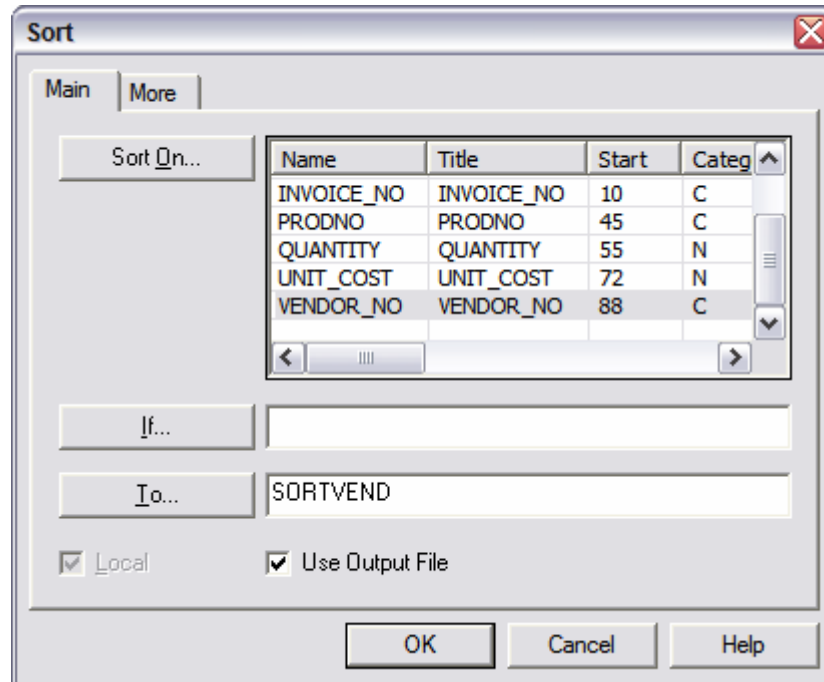 Sort
Main More
Sort On... Name Title Start Categ
INVOICE_NO INVOICE_NO 10 C
PRODNO PRODNO 45 C
QUANTITY QUANTITY 55 N
UNIT_COST UNIT_COST 72 N
VENDOR_NO VENDOR_NO 88 C
If...
To... SORTVEND
Local Use Output File
OK Cancel Help